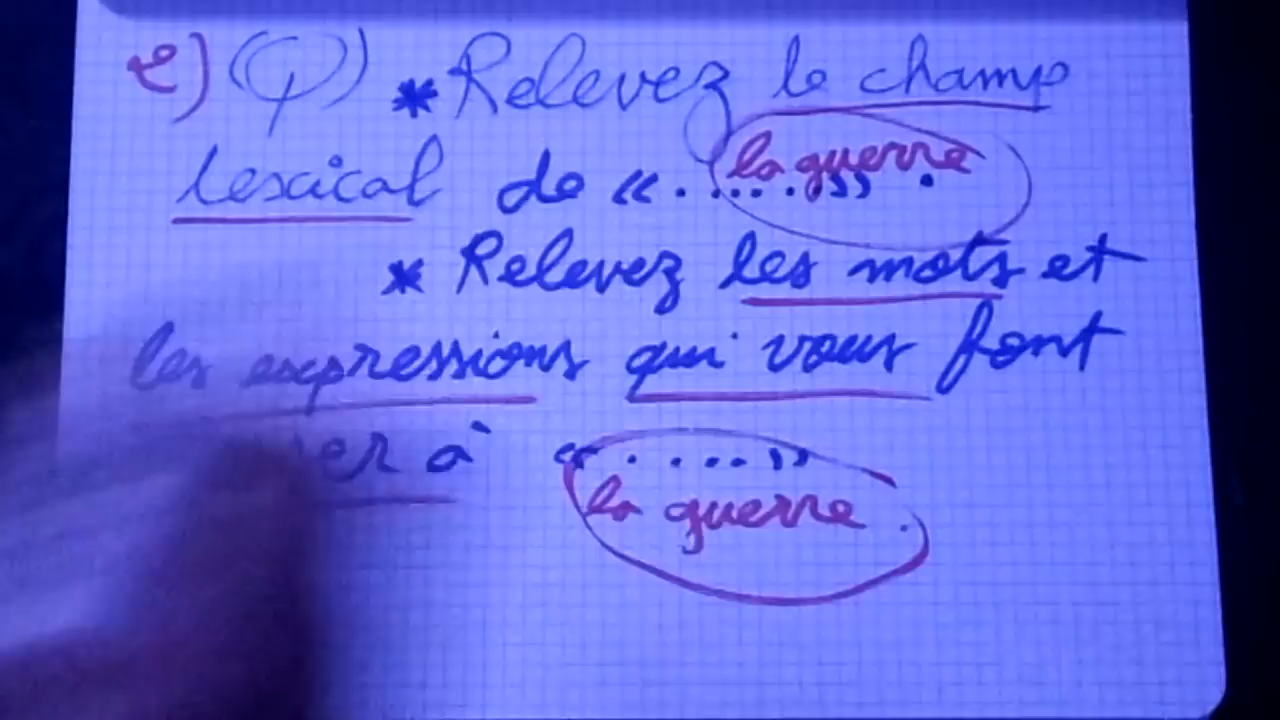 e) (Q) * Relevez le champ
lexical de «......» la guerre.
* Relevez les mots et
les expressions qui vous font
à «.....»
la guerre.